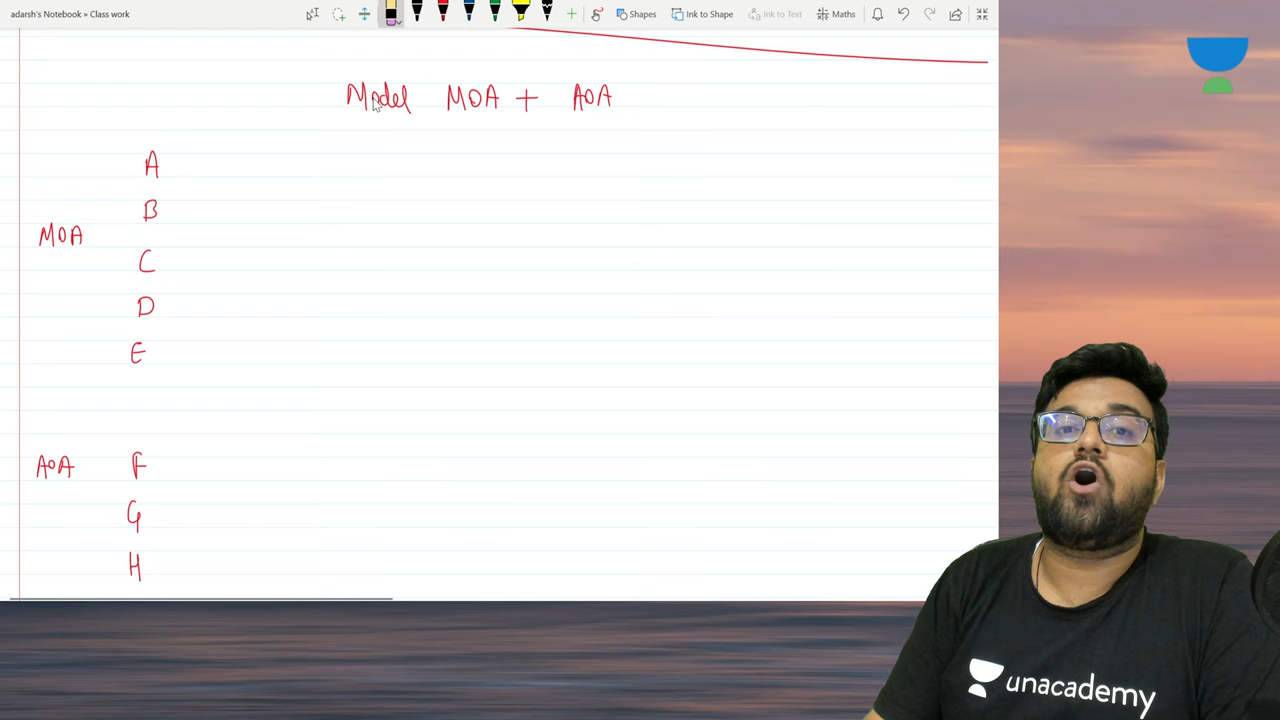 adarsh's Notebook » Class work
Shapes
Ink to Shape
Ink to Text
Maths
Model MOA + AOA
A
B
MOA
C
D
E
AOA F
G
H
unacademy